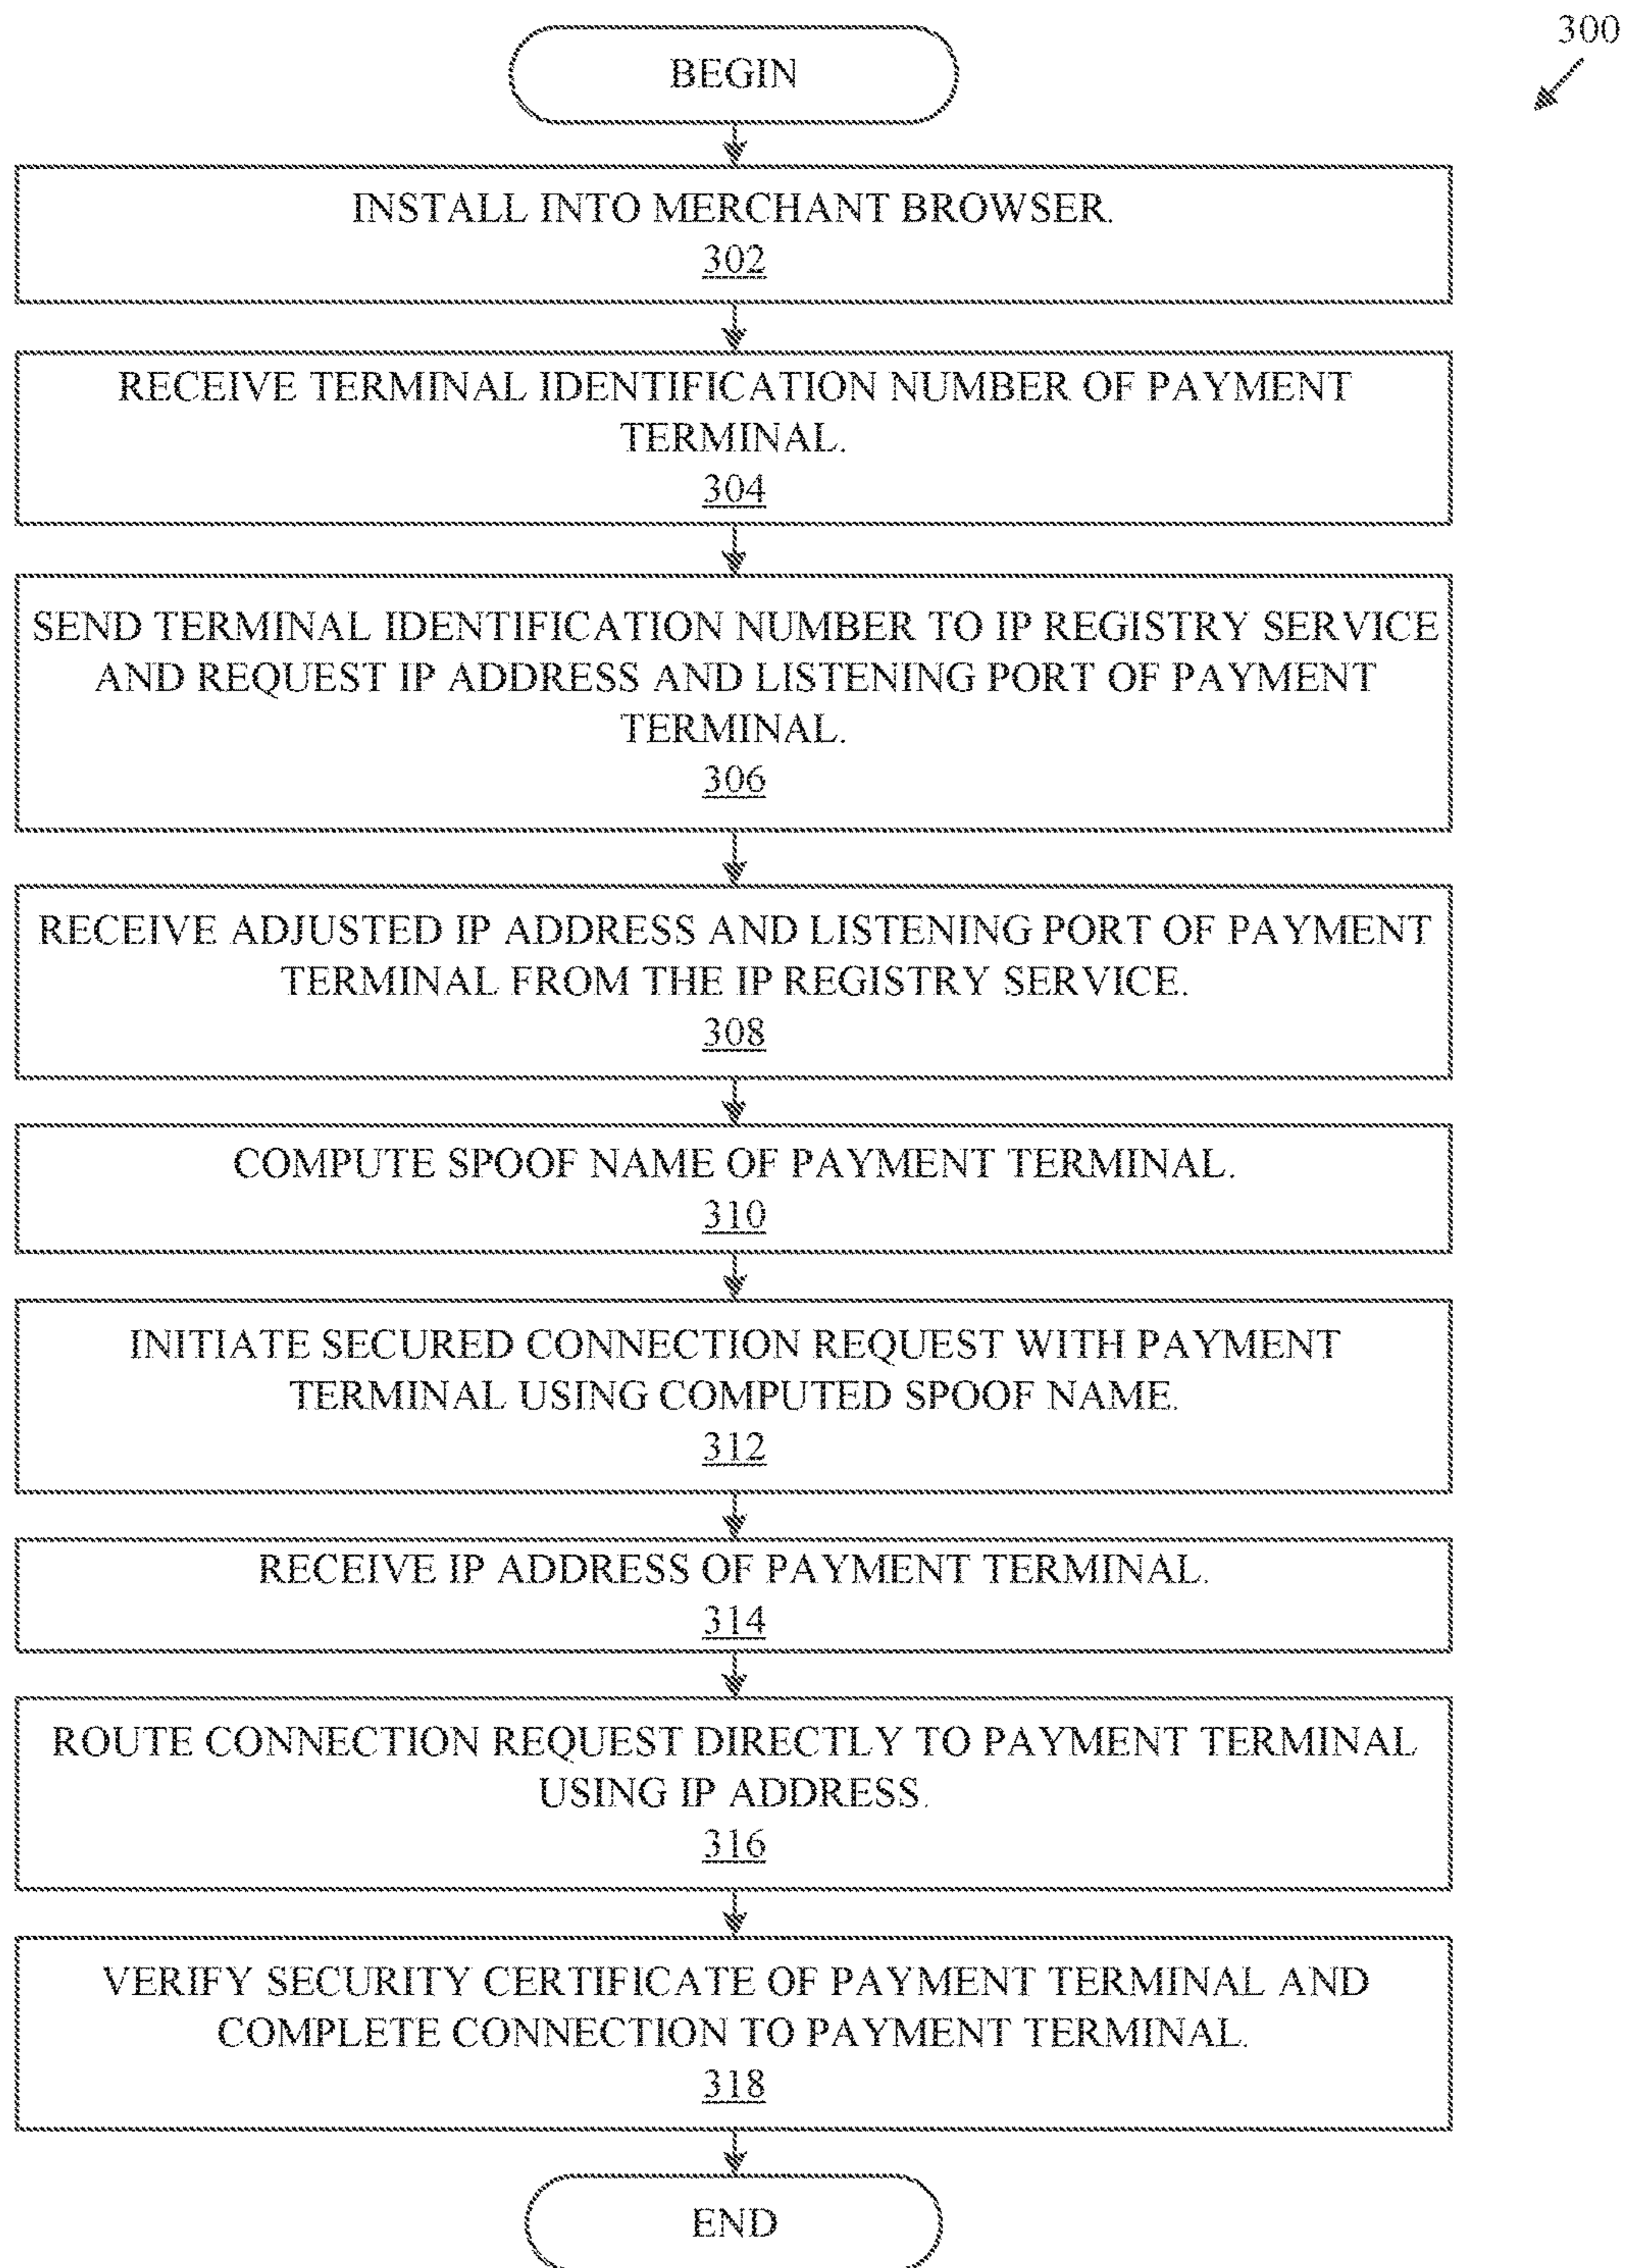 300
BEGIN
INSTALL INTO MERCHANT BROWSER.
302
RECEIVE TERMINAL IDENTIFICATION NUMBER OF PAYMENT
TERMINAL.
304
SEND TERMINAL IDENTIFICATION NUMBER TO IP REGISTRY SERVICE
AND REQUEST IP ADDRESS AND LISTENING PORT OF PAYMENT
TERMINAL.
306
RECEIVE ADJUSTED IP ADDRESS AND LISTENING PORT OF PAYMENT
TERMINAL FROM THE IP REGISTRY SERVICE.
308
COMPUTE SPOOF NAME OF PAYMENT TERMINAL.
310
INITIATE SECURED CONNECTION REQUEST WITH PAYMENT
TERMINAL USING COMPUTED SPOOF NAME.
312
RECEIVE IP ADDRESS OF PAYMENT TERMINAL.
314
ROUTE CONNECTION REQUEST DIRECTLY TO PAYMENT TERMINAL
USING IP ADDRESS.
316
VERIFY SECURITY CERTIFICATE OF PAYMENT TERMINAL AND
COMPLETE CONNECTION TO PAYMENT TERMINAL.
318
END